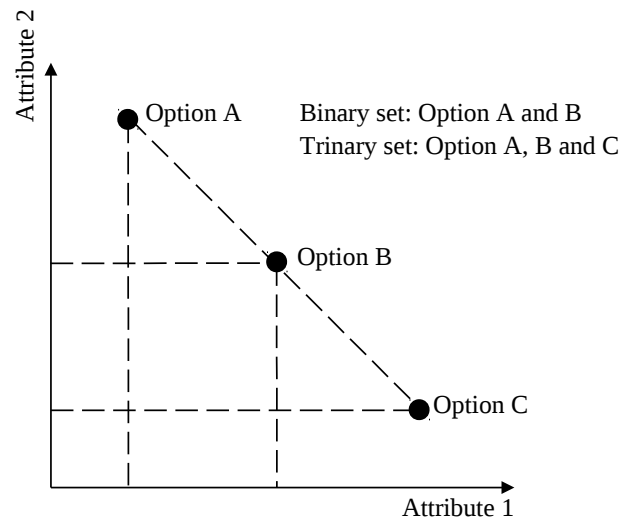 Attribute 2
Option A
Binary set: Option A and B
Trinary set: Option A, B and C
Option B
Option C
Attribute 1